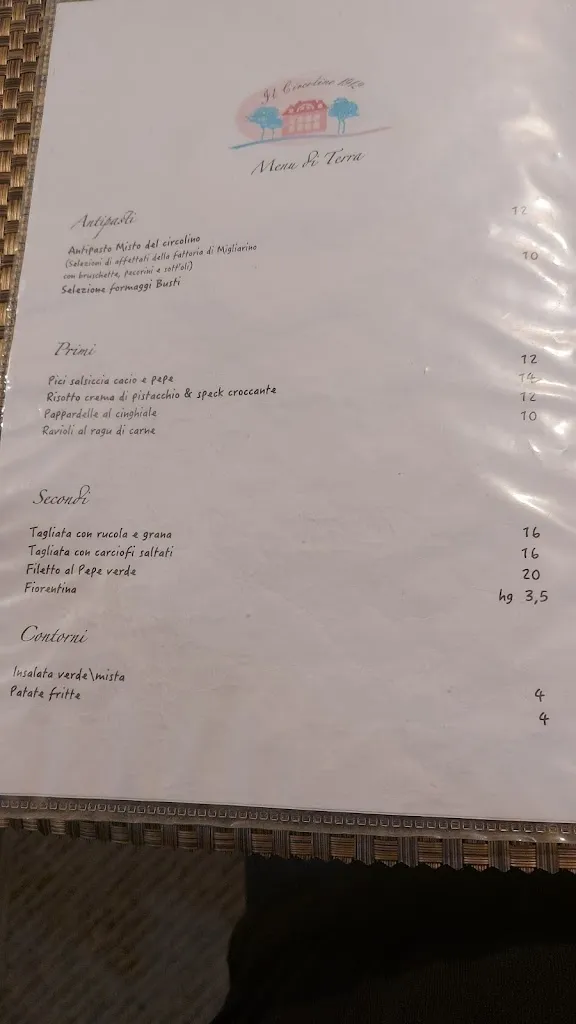 Il Circolino
Menu di Terra
Antipasti
Antipasto Misto del circolino 12
(Selezioni di affettati della fattoria di Migliarino
con bruschette, pecorini e sott'oli)
Selezione formaggi Busti 10
Primi
Pici salsiccia cacio e pepe 12
Risotto crema di pistacchio & speck croccante 14
Pappardelle al cinghiale 12
Ravioli al ragu di carne 10
Secondi
Tagliata con rucola e grana 16
Tagliata con carciofi saltati 16
Filetto al Pepe verde 20
Fiorentina hg 3,5
Contorni
Insalata verde\mista 4
Patate fritte 4